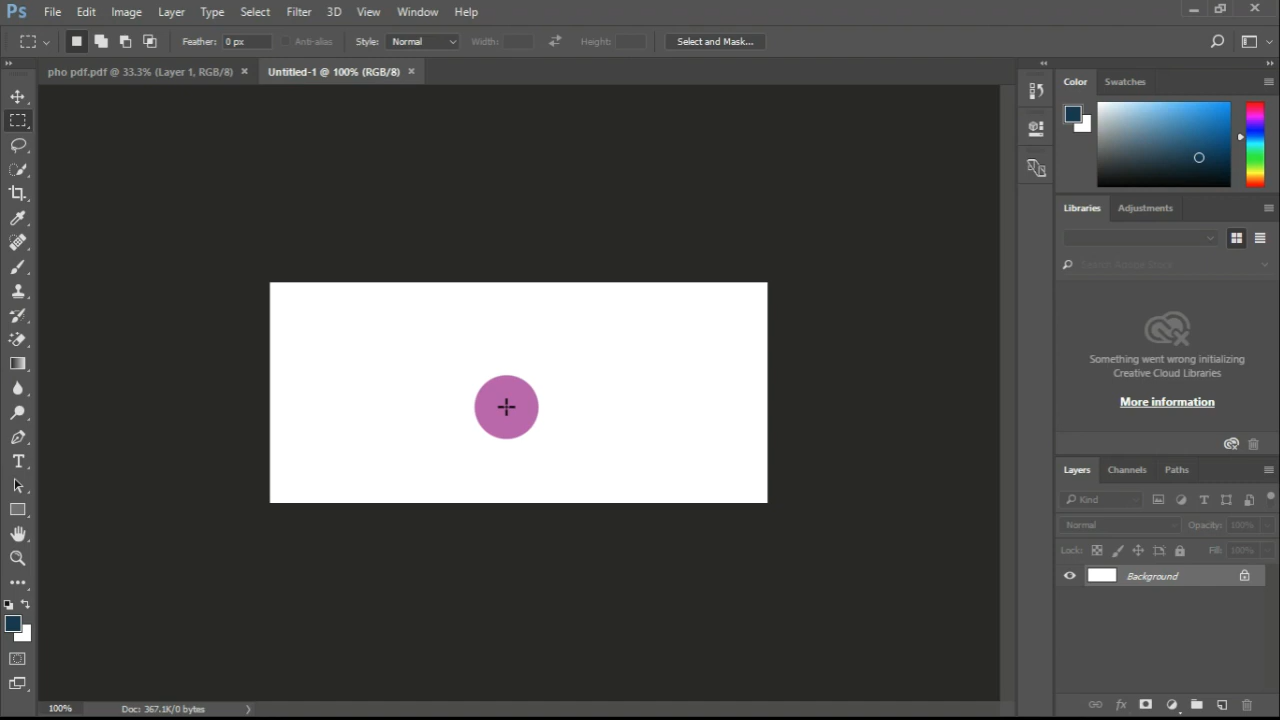 Ps File Edit Image Layer Type Select Filter 3D View Window Help
Feather: 0 px Anti-alias Style: Normal Width: Height: Select and Mask...
pho pdf.pdf @ 33.3% (Layer 1, RGB/8) × Untitled-1 @ 100% (RGB/8) ×
Color Swatches
Libraries Adjustments
Search Adobe Stock
Something went wrong initializing
Creative Cloud Libraries
More information
Layers Channels Paths
Kind
Normal Opacity: 100%
Lock: Fill: 100%
Background
100% Doc: 367.1K/0 bytes